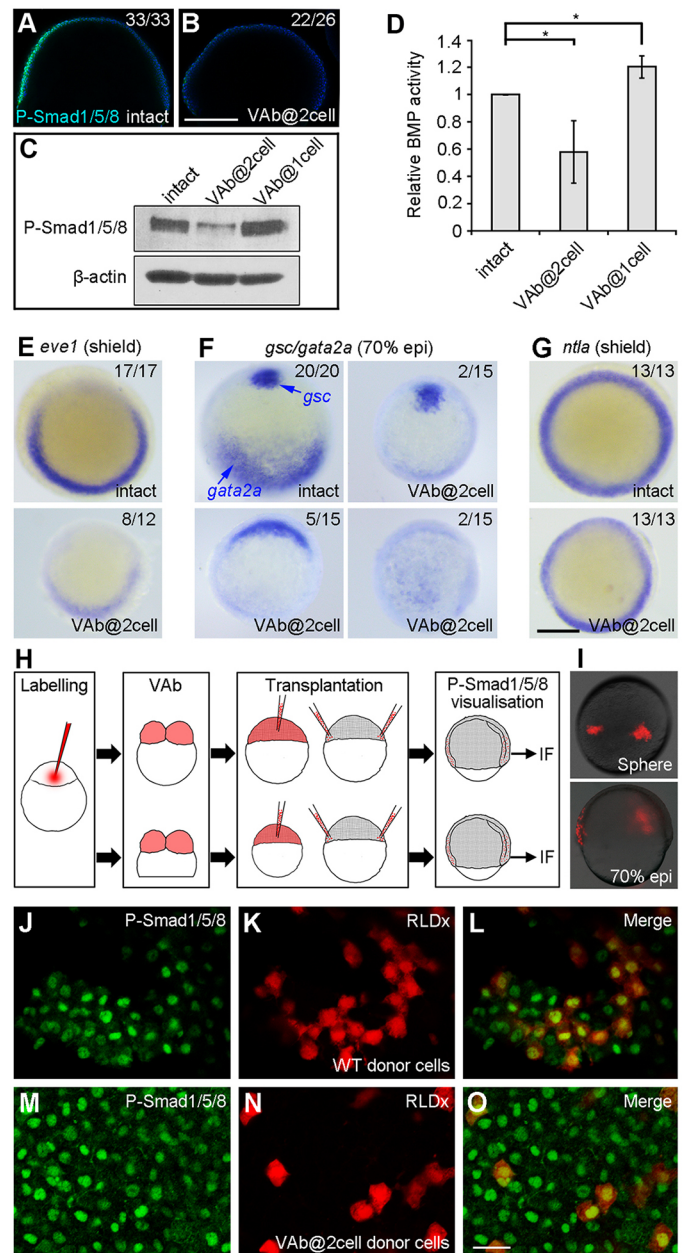 A
33/33
P-Smad1/5/8
intact
B
22/26
VAb@2cell
C
intact
VAb@2cell
VAb@1cell
P-Smad1/5/8
β-actin
D
Relative BMP activity
1.4
1.2
1
0.8
0.6
0.4
0.2
0
*
*
intact
VAb@2cell
VAb@1cell
E
eve1 (shield)
17/17
intact
8/12
VAb@2cell
F
gsc/gata2a (70% epi)
20/20
gsc
gata2a
intact
2/15
VAb@2cell
5/15
VAb@2cell
2/15
VAb@2cell
G
ntla (shield)
13/13
intact
13/13
VAb@2cell
H
Labelling
VAb
Transplantation
P-Smad1/5/8
visualisation
IF
IF
I
Sphere
70% epi
J
P-Smad1/5/8
K
RLDx
WT donor cells
L
Merge
M
P-Smad1/5/8
N
RLDx
VAb@2cell donor cells
O
Merge